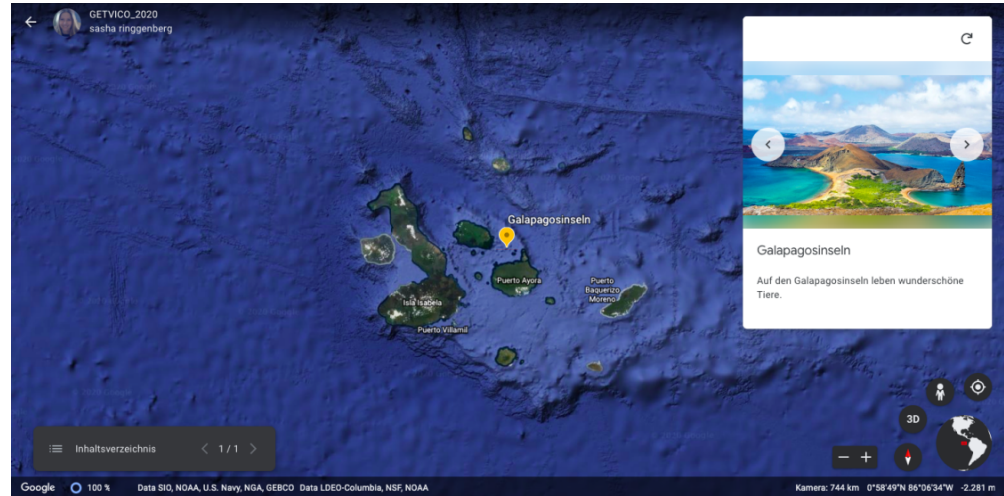 GETVICO_2020
sasha ringgenberg
Galapagosinseln
Puerto Ayora
Puerto
Baquerizo
Moreno
Isla Isabela
Puerto Villamil
Galapagosinseln
Auf den Galapagosinseln leben wunderschöne
Tiere.
Inhaltsverzeichnis
1 / 1
3D
Google
100 %
Data SIO, NOAA, U.S. Navy, NGA, GEBCO Data LDEO-Columbia, NSF, NOAA
Kamera: 744 km 0°58'49"N 86°06'34"W -2.281 m